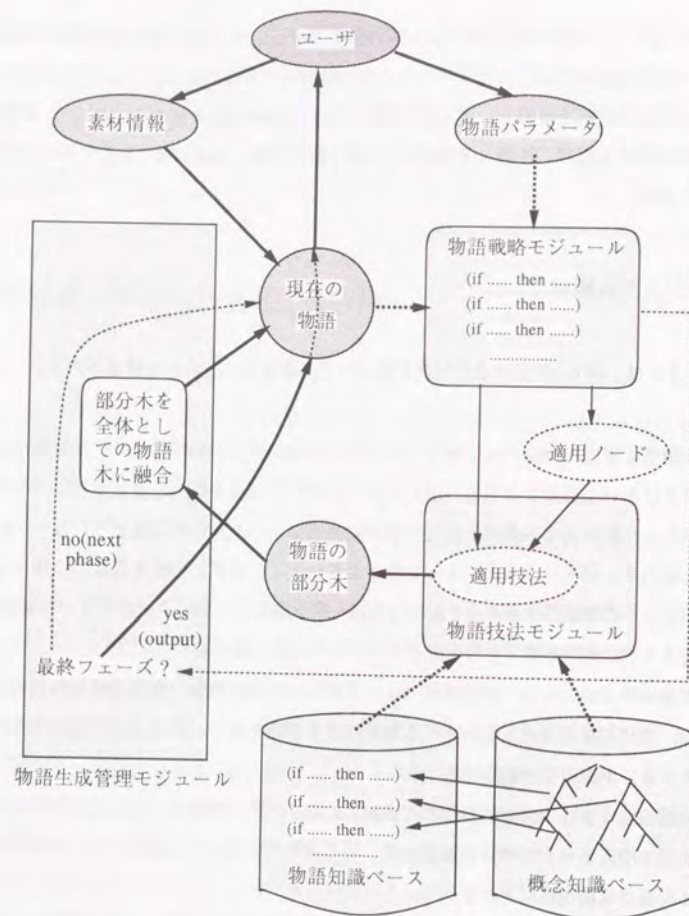 ユーザ
素材情報
物語パラメータ
物語戦略モジュール
(if ..... then .....)
(if ..... then .....)
(if ..... then .....)
..................
現在の
物語
部分木を
全体とし
ての物語
木に融合
適用ノード
物語の
部分木
適用技法
物語技法モジュール
no(next
phase)
yes
(output)
最終フェーズ？
物語生成管理モジュール
(if ..... then .....)
(if ..... then .....)
(if ..... then .....)
..................
物語知識ベース
概念知識ベース